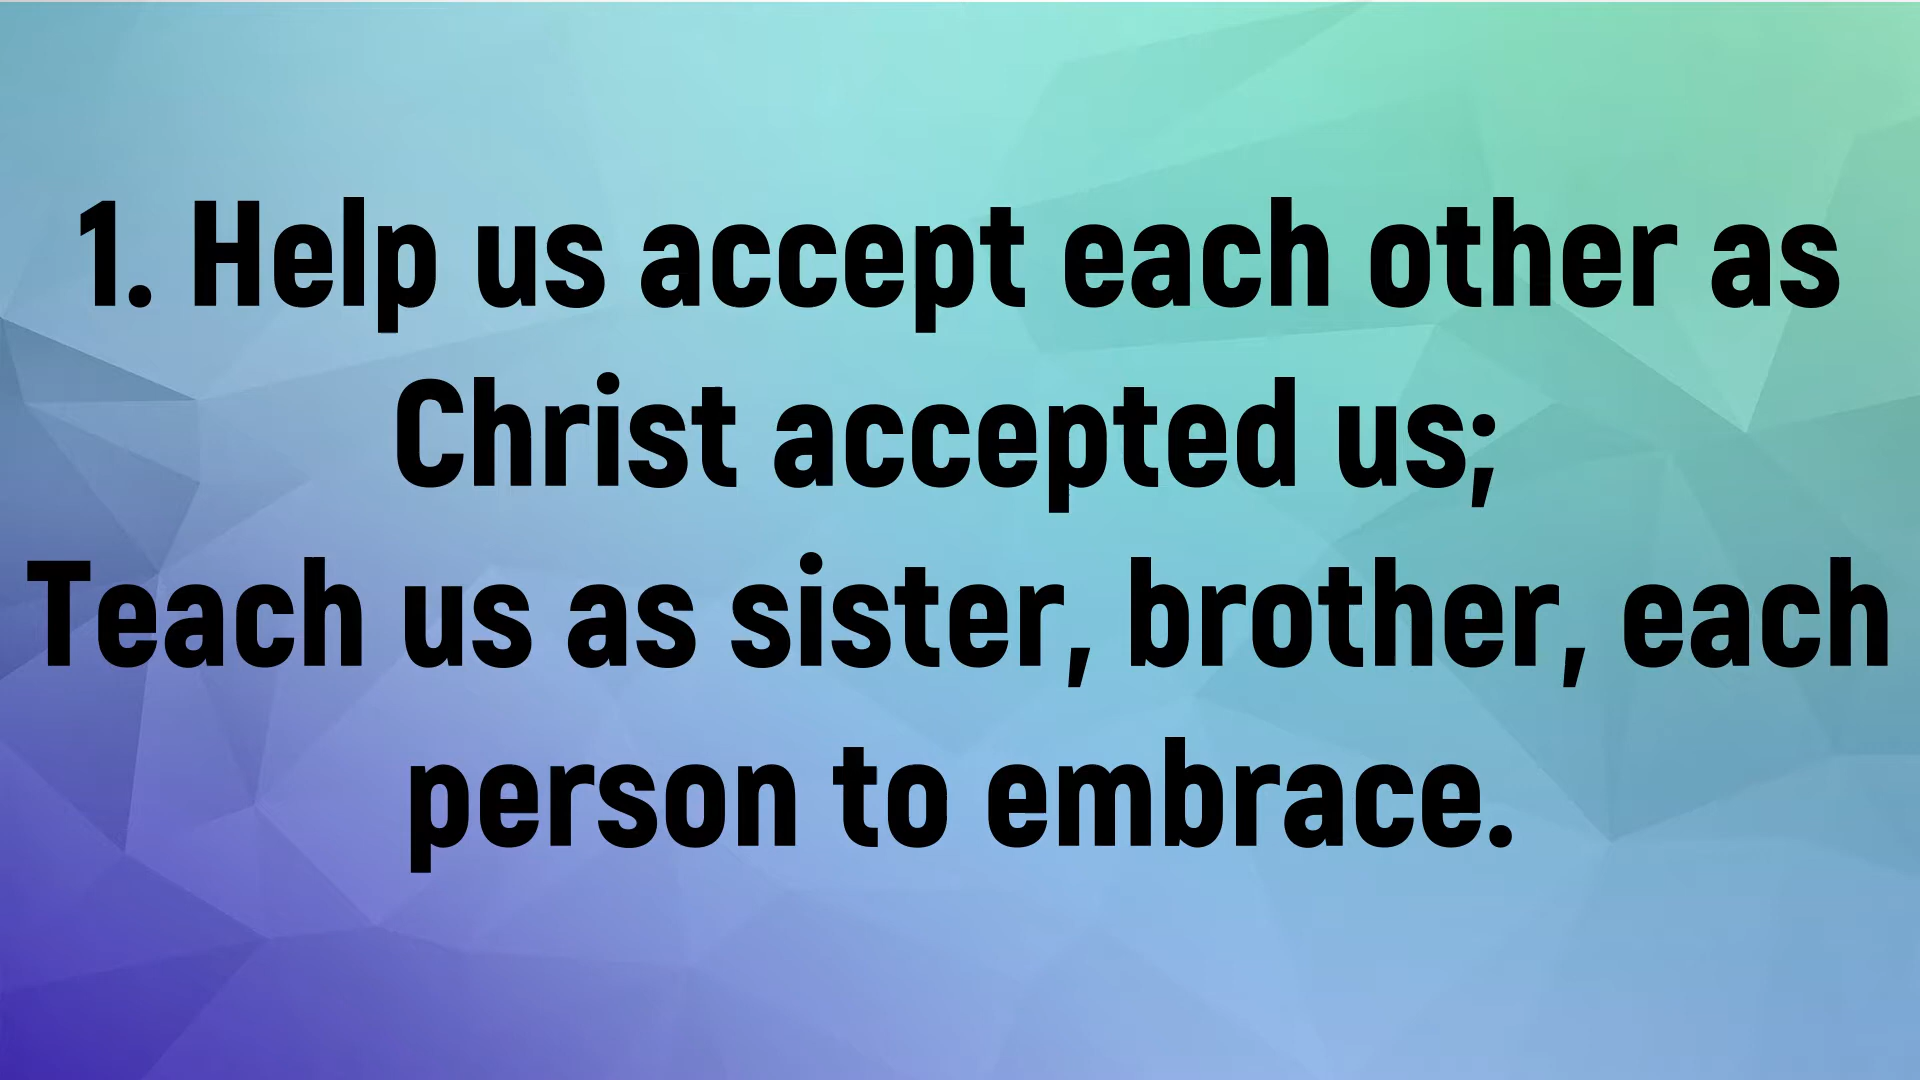 1. Help us accept each other as
Christ accepted us;
Teach us as sister, brother, each
person to embrace.